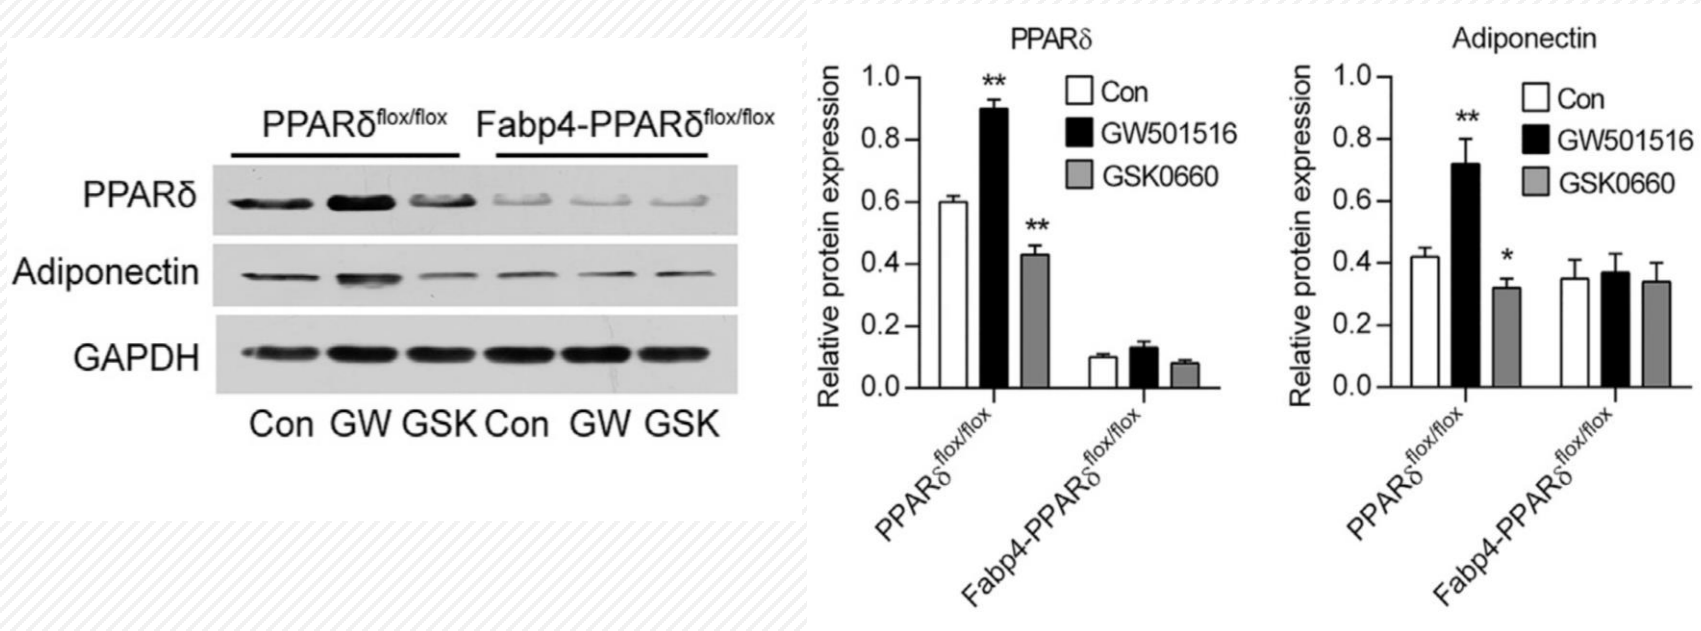 PPARδflox/flox Fabp4-PPARδflox/flox
PPARδ
Adiponectin
GAPDH
Con GW GSK Con GW GSK
PPARδ
Relative protein expression
1.0
0.8
0.6
0.4
0.2
0.0
**
**
Con
GW501516
GSK0660
PPARδflox/flox
Fabp4-PPARδflox/flox
Adiponectin
Relative protein expression
1.0
0.8
0.6
0.4
0.2
0.0
**
*
Con
GW501516
GSK0660
PPARδflox/flox
Fabp4-PPARδflox/flox